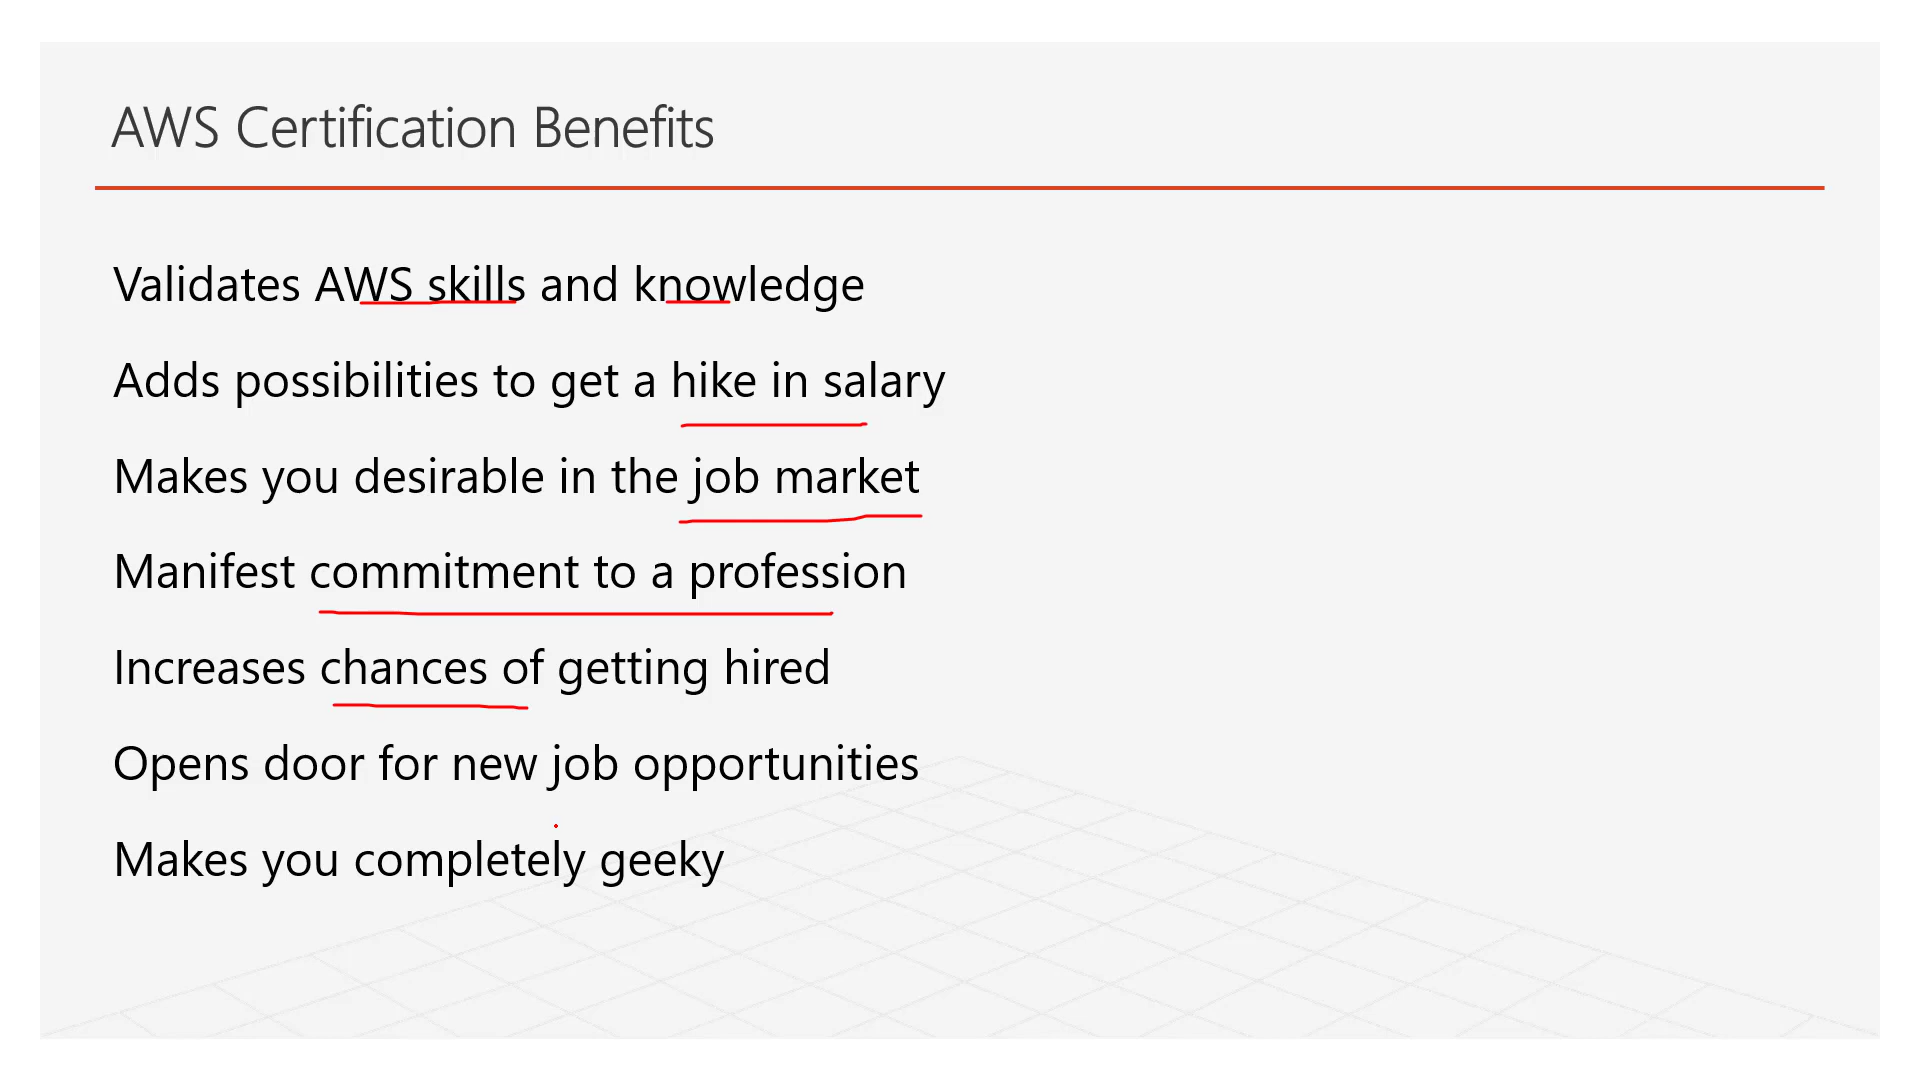 AWS Certification Benefits
Validates AWS skills and knowledge
Adds possibilities to get a hike in salary
Makes you desirable in the job market
Manifest commitment to a profession
Increases chances of getting hired
Opens door for new job opportunities
Makes you completely geeky